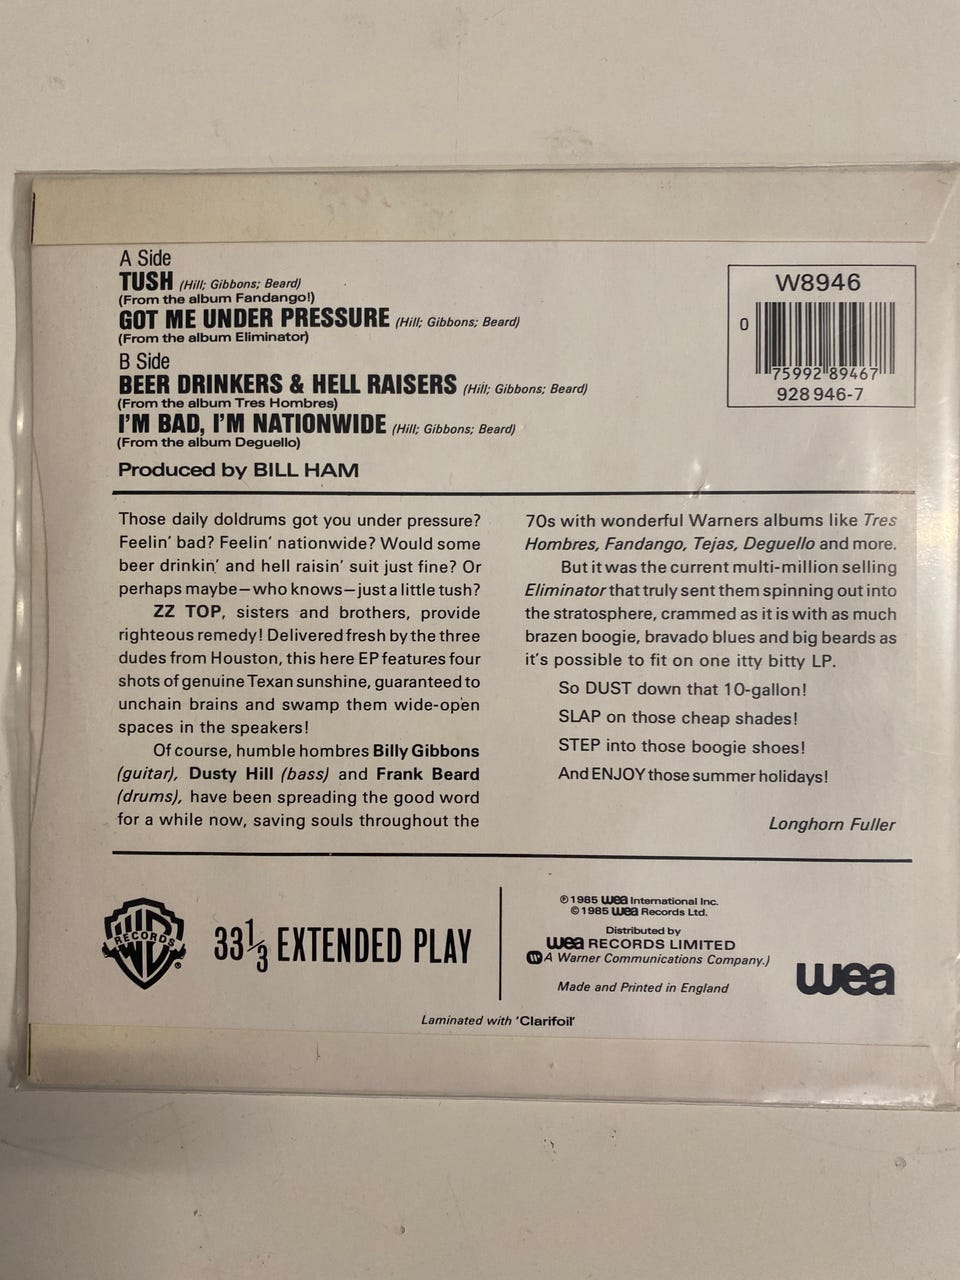 A Side
TUSH (Hill; Gibbons; Beard)
(From the album Fandango!)
GOT ME UNDER PRESSURE (Hill; Gibbons; Beard)
(From the album Eliminator)
B Side
BEER DRINKERS & HELL RAISERS (Hill; Gibbons; Beard)
(From the album Tres Hombres)
I'M BAD, I'M NATIONWIDE (Hill; Gibbons; Beard)
(From the album Deguello)
Produced by BILL HAM
W8946
0 75992 89467
928 946-7
Those daily doldrums got you under pressure?
Feelin' bad? Feelin' nationwide? Would some
beer drinkin' and hell raisin' suit just fine? Or
perhaps maybe—who knows—just a little tush?
ZZ TOP, sisters and brothers, provide
righteous remedy! Delivered fresh by the three
dudes from Houston, this here EP features four
shots of genuine Texan sunshine, guaranteed to
unchain brains and swamp them wide-open
spaces in the speakers!
Of course, humble hombres Billy Gibbons
(guitar), Dusty Hill (bass) and Frank Beard
(drums), have been spreading the good word
for a while now, saving souls throughout the
70s with wonderful Warners albums like Tres
Hombres, Fandango, Tejas, Deguello and more.
But it was the current multi-million selling
Eliminator that truly sent them spinning out into
the stratosphere, crammed as it is with as much
brazen boogie, bravado blues and big beards as
it's possible to fit on one itty bitty LP.
So DUST down that 10-gallon!
SLAP on those cheap shades!
STEP into those boogie shoes!
And ENJOY those summer holidays!
Longhorn Fuller
RECORDS
33⅓ EXTENDED PLAY
℗1985 wea International Inc.
©1985 wea Records Ltd.
Distributed by
wea RECORDS LIMITED
A Warner Communications Company.)
Made and Printed in England
wea
Laminated with 'Clarifoil'